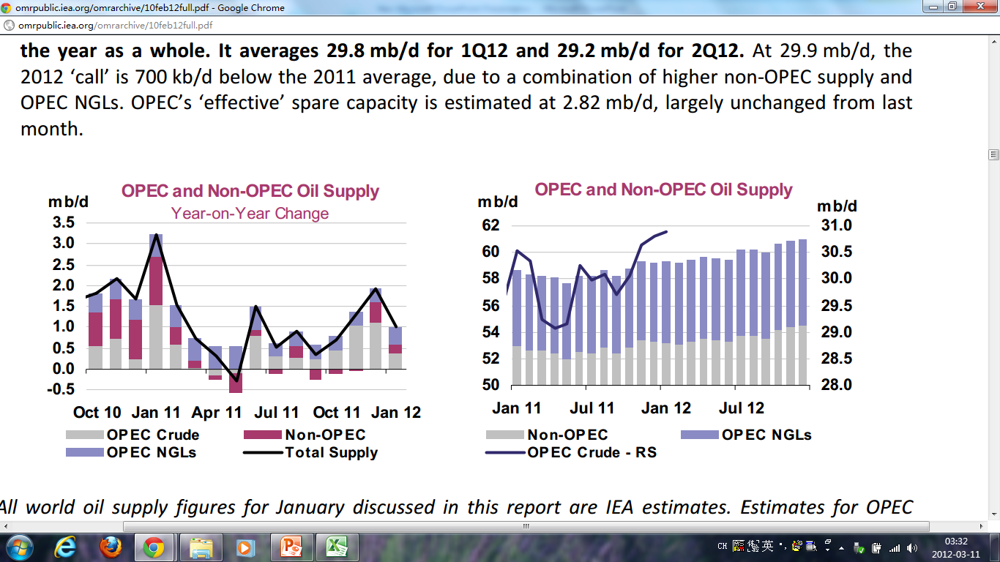 omrpublic.iea.org/omrarchive/10feb12full.pdf - Google Chrome
omrpublic.iea.org/omrarchive/10feb12full.pdf
the year as a whole. It averages 29.8 mb/d for 1Q12 and 29.2 mb/d for 2Q12. At 29.9 mb/d, the
2012 ‘call’ is 700 kb/d below the 2011 average, due to a combination of higher non-OPEC supply and
OPEC NGLs. OPEC’s ‘effective’ spare capacity is estimated at 2.82 mb/d, largely unchanged from last
month.
OPEC and Non-OPEC Oil Supply
Year-on-Year Change
mb/d
3.5
3.0
2.5
2.0
1.5
1.0
0.5
0.0
-0.5
Oct 10 Jan 11 Apr 11 Jul 11 Oct 11 Jan 12
OPEC Crude Non-OPEC
OPEC NGLs Total Supply
OPEC and Non-OPEC Oil Supply
mb/d mb/d
62 31.0
60 30.5
58 30.0
56 29.5
54 29.0
52 28.5
50 28.0
Jan 11 Jul 11 Jan 12 Jul 12
Non-OPEC OPEC NGLs
OPEC Crude - RS
All world oil supply figures for January discussed in this report are IEA estimates. Estimates for OPEC
CH 英
03:32
2012-03-11